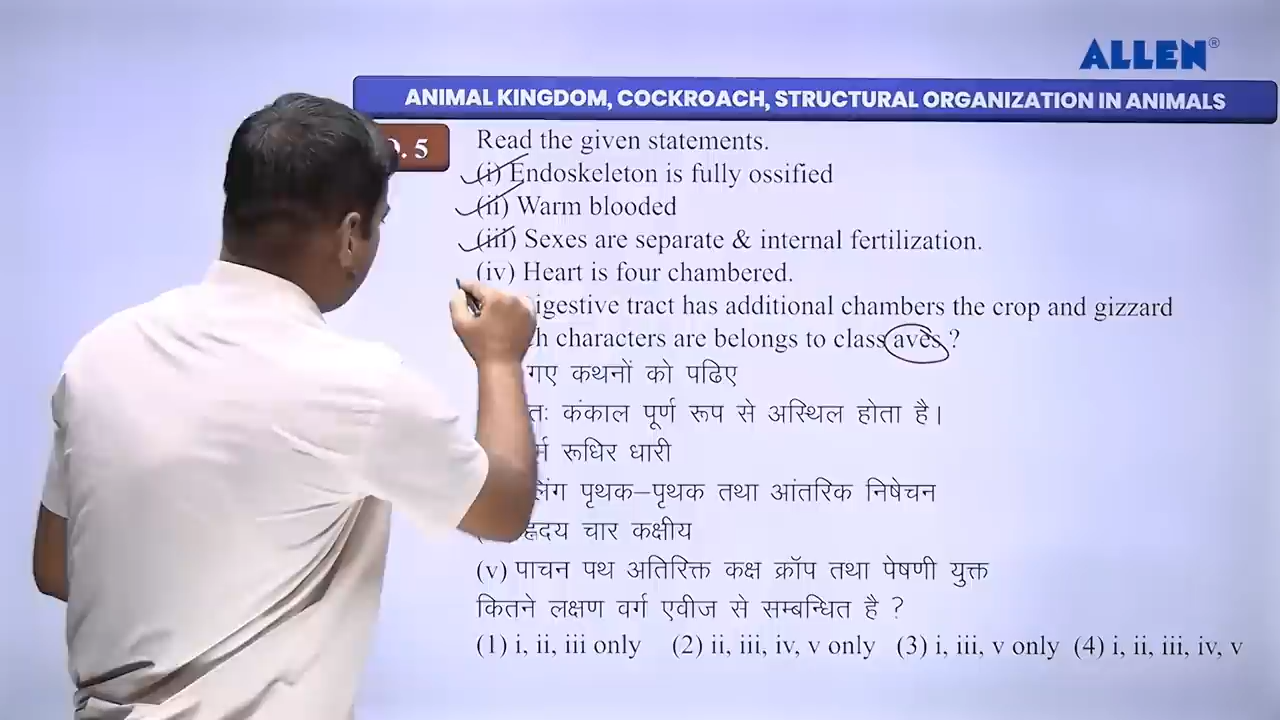 ALLEN®
ANIMAL KINGDOM, COCKROACH, STRUCTURAL ORGANIZATION IN ANIMALS
. 5
Read the given statements.
(i) Endoskeleton is fully ossified
(ii) Warm blooded
(iii) Sexes are separate & internal fertilization.
(iv) Heart is four chambered.
tract has additional chambers the crop and gizzard
characters are belongs to class aves ?
गए कथनों को पढिए
कंकाल पूर्ण रूप से अस्थिल होता है।
रूधिर धारी
पृथक–पृथक तथा आंतरिक निषेचन
चार कक्षीय
(v) पाचन पथ अतिरिक्त कक्ष क्रॉप तथा पेषणी युक्त
कितने लक्षण वर्ग एवीज से सम्बन्धित है ?
(1) i, ii, iii only (2) ii, iii, iv, v only (3) i, iii, v only (4) i, ii, iii, iv, v